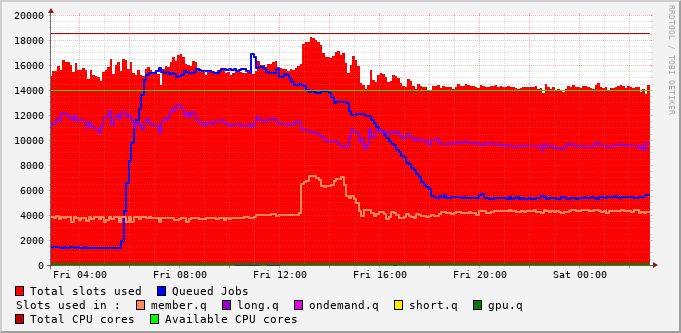 20000
18000
16000
14000
12000
10000
8000
6000
4000
2000
0
Fri 04:00 Fri 08:00 Fri 12:00 Fri 16:00 Fri 20:00 Sat 00:00
Total slots used Queued Jobs
Slots used in : member.q long.q ondemand.q short.q gpu.q
Total CPU cores Available CPU cores
RRDTOOL / TOBI OETIKER